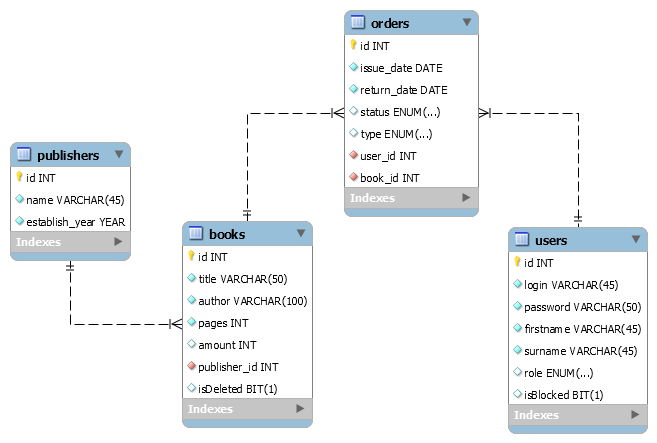 orders
id INT
issue_date DATE
return_date DATE
status ENUM(...)
type ENUM(...)
user_id INT
book_id INT
Indexes
publishers
id INT
name VARCHAR(45)
establish_year YEAR
Indexes
books
id INT
title VARCHAR(50)
author VARCHAR(100)
pages INT
amount INT
publisher_id INT
isDeleted BIT(1)
Indexes
users
id INT
login VARCHAR(45)
password VARCHAR(50)
firstname VARCHAR(45)
surname VARCHAR(45)
role ENUM(...)
isBlocked BIT(1)
Indexes